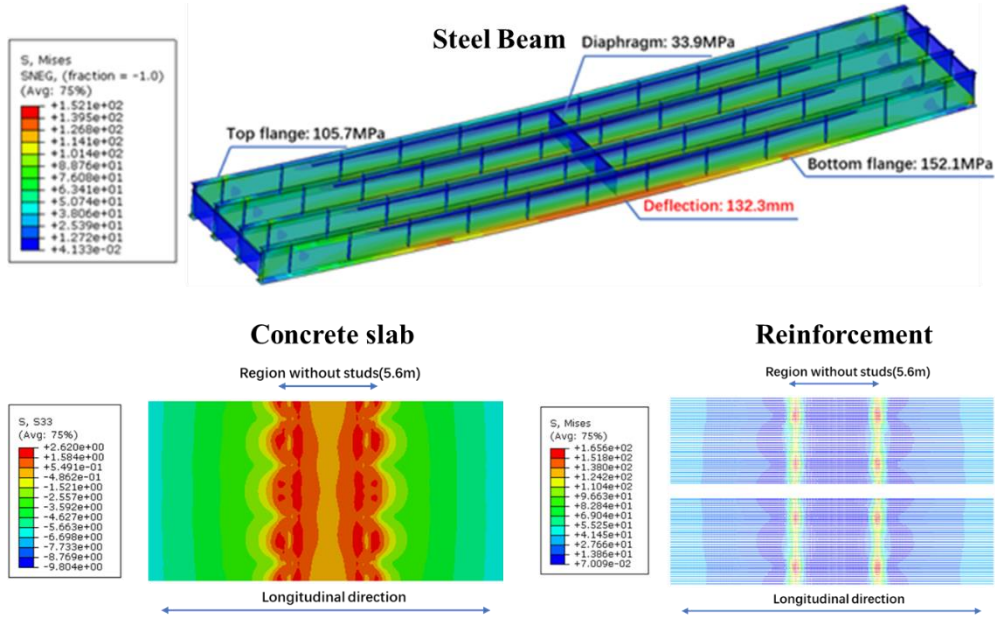 Steel Beam
Diaphragm: 33.9MPa
S, Mises
SNEG, (fraction = -1.0)
(Avg: 75%)
+1.521e+02
+1.395e+02
+1.268e+02
+1.141e+02
+1.014e+02
+8.876e+01
+7.608e+01
+6.341e+01
+5.074e+01
+3.806e+01
+2.539e+01
+1.272e+01
+4.133e-02
Top flange: 105.7MPa
Bottom flange: 152.1MPa
Deflection: 132.3mm
Concrete slab
Region without studs(5.6m)
S, S33
(Avg: 75%)
+2.620e+00
+1.584e+00
+5.491e-01
-4.862e-01
-1.521e+00
-2.557e+00
-3.592e+00
-4.627e+00
-5.663e+00
-6.698e+00
-7.733e+00
-8.769e+00
-9.804e+00
Longitudinal direction
Reinforcement
Region without studs(5.6m)
S, Mises
(Avg: 75%)
+1.656e+02
+1.518e+02
+1.380e+02
+1.242e+02
+1.104e+02
+9.663e+01
+8.284e+01
+6.904e+01
+5.525e+01
+4.145e+01
+2.766e+01
+1.386e+01
+7.009e-02
Longitudinal direction